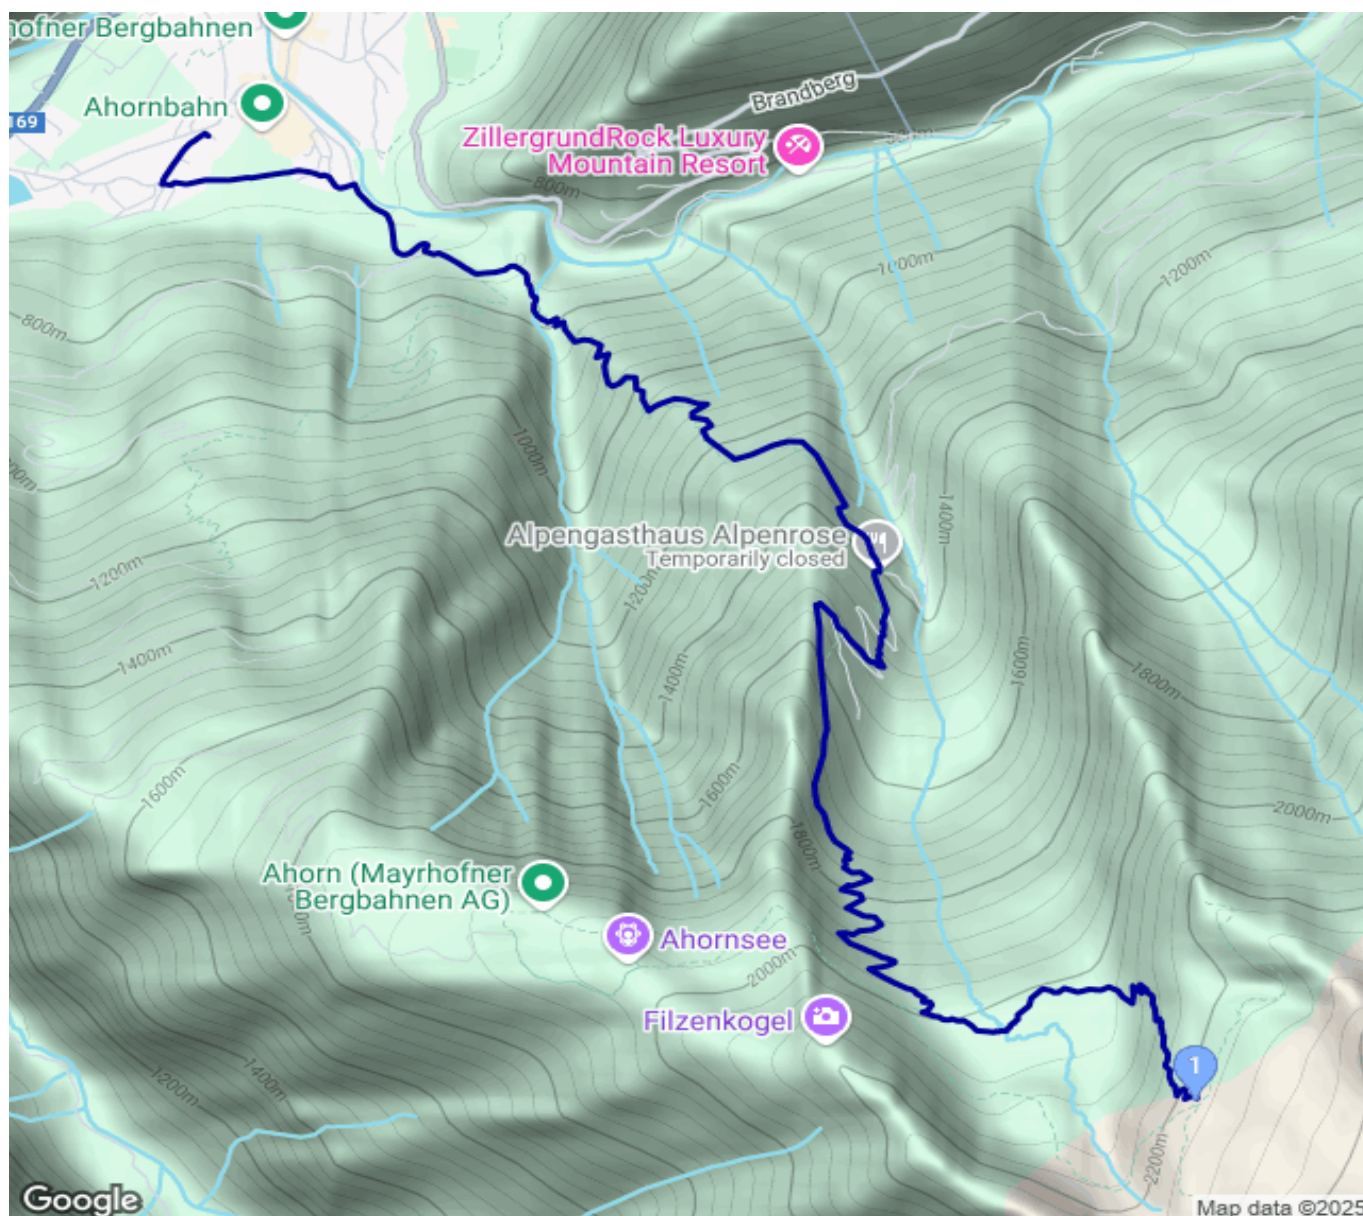 hofner Bergbahnen
Ahornbahn
169
Brandberg
ZillergrundRock Luxury
Mountain Resort
800m
1000m
1200m
800m
1000m
Alpengasthaus Alpenrose
Temporarily closed
1400m
1200m
1200m
1400m
1400m
1600m
1800m
1600m
1600m
2000m
1800m
Ahorn (Mayrhofner
Bergbahnen AG)
Ahornsee
2000m
Filzenkogel
1
1200m
1400m
2200m
Google
Map data ©2025